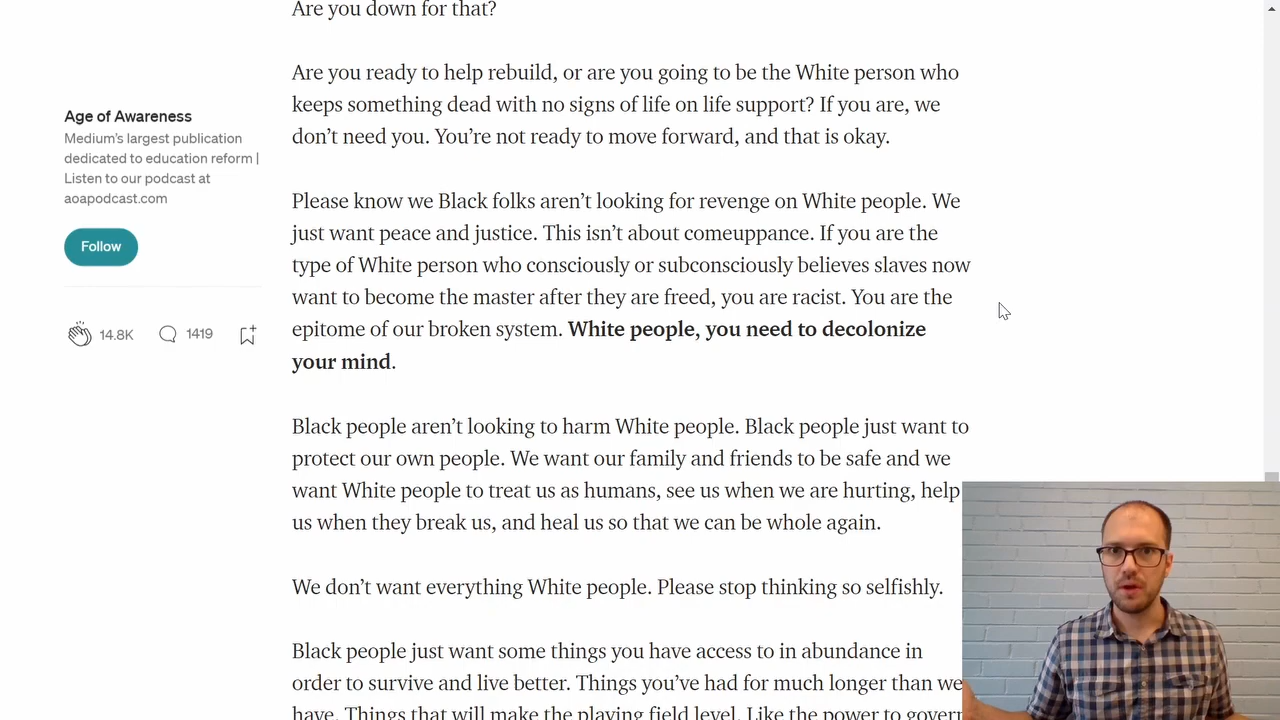 Are you down for that?
Are you ready to help rebuild, or are you going to be the White person who
keeps something dead with no signs of life on life support? If you are, we
don’t need you. You’re not ready to move forward, and that is okay.
Please know we Black folks aren’t looking for revenge on White people. We
just want peace and justice. This isn’t about comeuppance. If you are the
type of White person who consciously or subconsciously believes slaves now
want to become the master after they are freed, you are racist. You are the
epitome of our broken system. White people, you need to decolonize
your mind.
Black people aren’t looking to harm White people. Black people just want to
protect our own people. We want our family and friends to be safe and we
want White people to treat us as humans, see us when we are hurting, help
us when they break us, and heal us so that we can be whole again.
We don’t want everything White people. Please stop thinking so selfishly.
Black people just want some things you have access to in abundance in
order to survive and live better. Things you’ve had for much longer than we
have. Things that will make the playing field level. Like the power to govern
Age of Awareness
Medium’s largest publication
dedicated to education reform |
Listen to our podcast at
aoapodcast.com
Follow
14.8K
1419